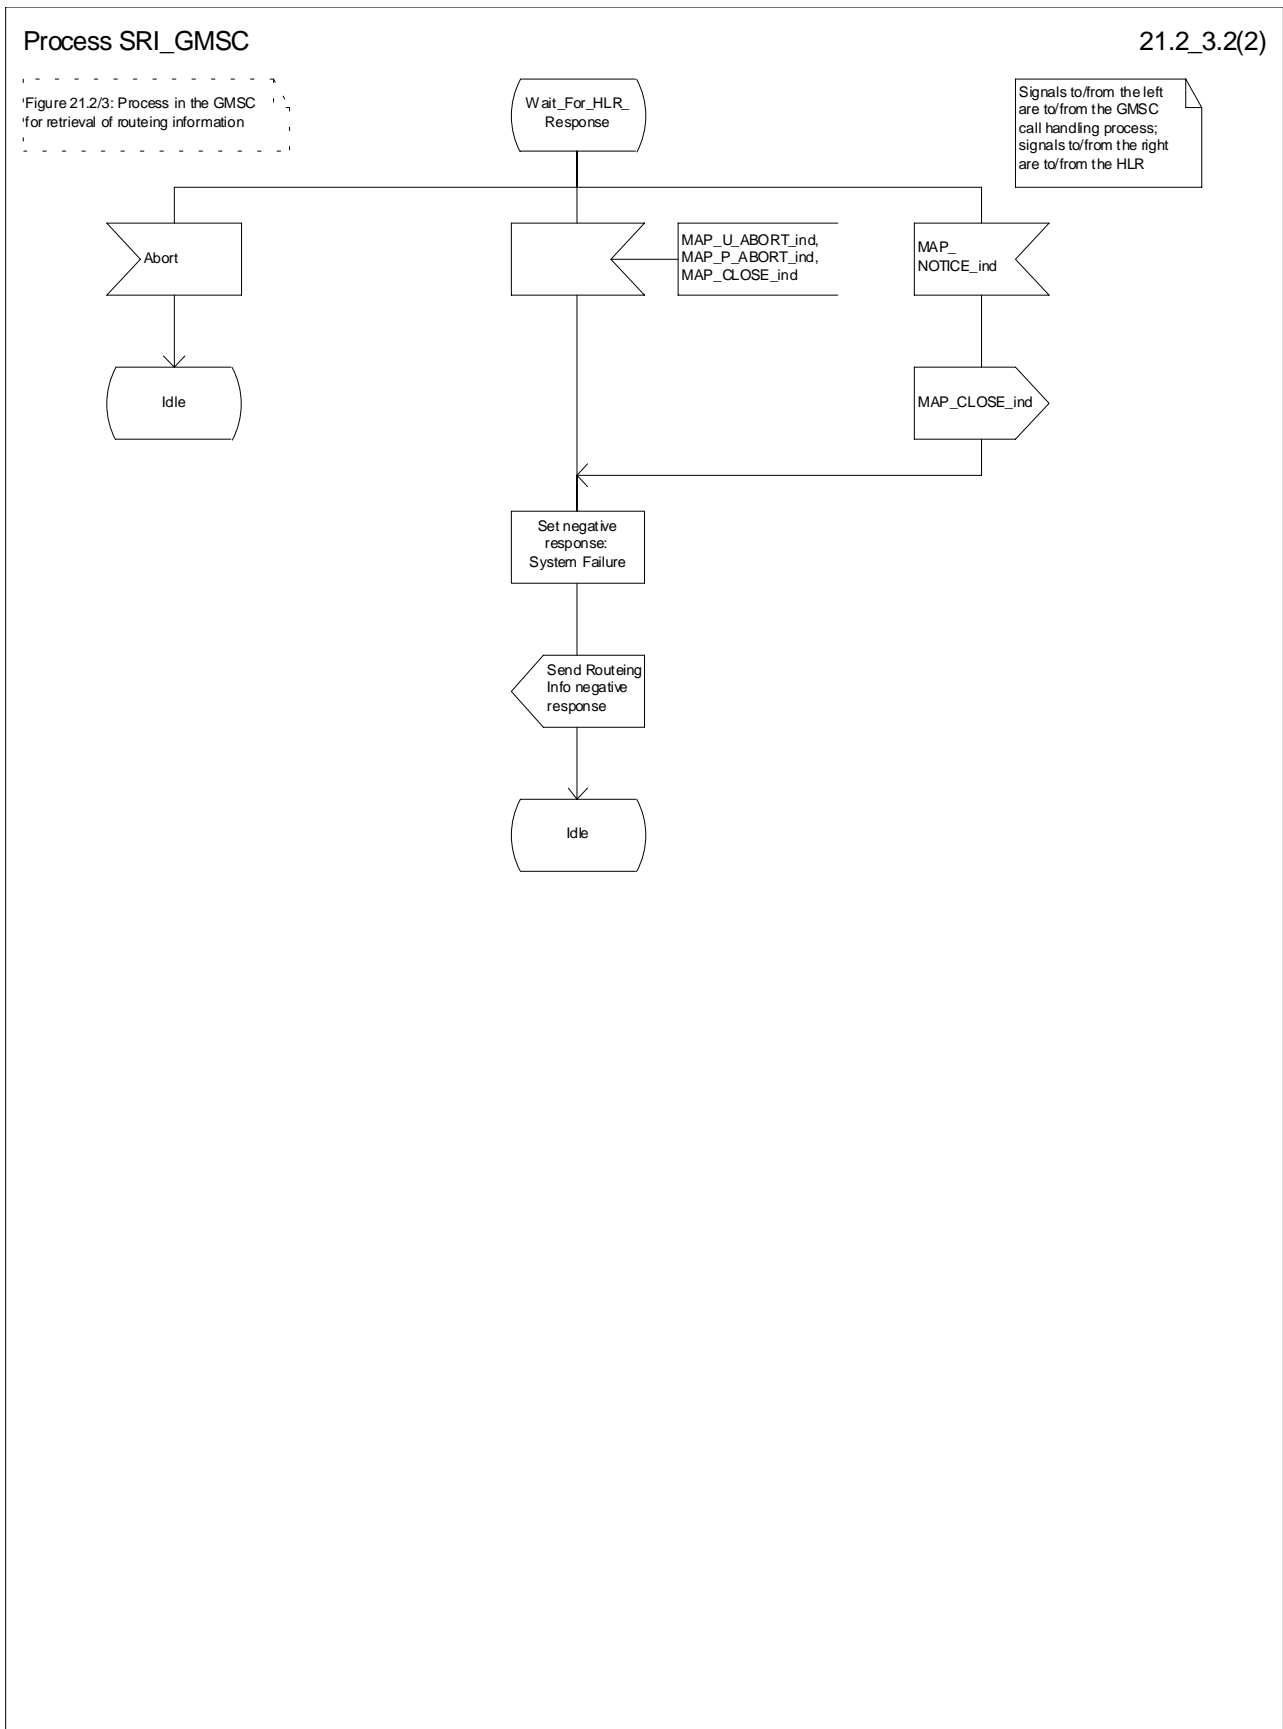 Process SRI_GMSC
21.2_3.2(2)
Figure 21.2/3: Process in the GMSC
for retrieval of routeing information
Wait_For_HLR_
Response
Signals to/from the left
are to/from the GMSC
call handling process;
signals to/from the right
are to/from the HLR
Abort
MAP_U_ABORT_ind,
MAP_P_ABORT_ind,
MAP_CLOSE_ind
MAP_
NOTICE_ind
Idle
MAP_CLOSE_ind
Set negative
response:
System Failure
Send Routeing
Info negative
response
Idle